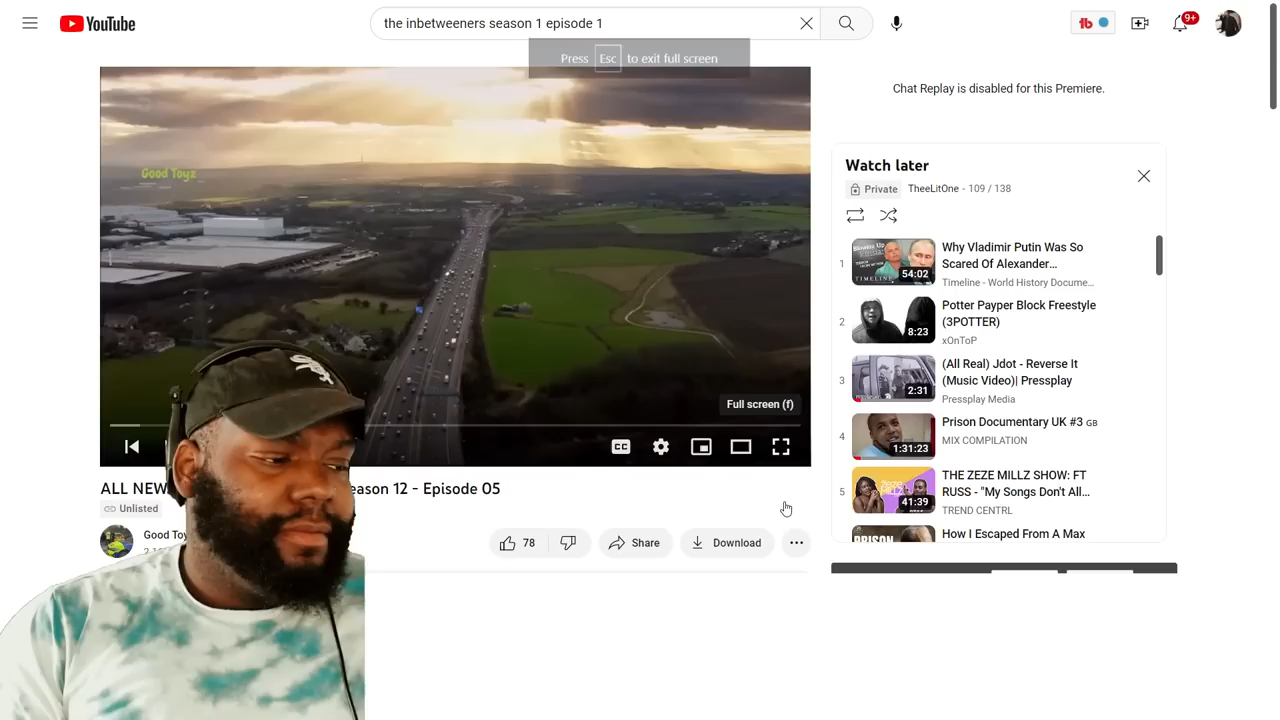 YouTube
the inbetweeners season 1 episode 1
9+
Press Esc to exit full screen
Good Toyz
Full screen (f)
CC
ALL NEW
eason 12 - Episode 05
Unlisted
Good Toy
78
Share
Download
Chat Replay is disabled for this Premiere.
Watch later
Private
TheeLitOne - 109 / 138
1
54:02
Why Vladimir Putin Was So
Scared Of Alexander...
Timeline - World History Docume...
2
8:23
Potter Payper Block Freestyle
(3POTTER)
xOnToP
3
2:31
(All Real) Jdot - Reverse It
(Music Video)| Pressplay
Pressplay Media
4
1:31:23
Prison Documentary UK #3 GB
MIX COMPILATION
5
41:39
THE ZEZE MILLZ SHOW: FT
RUSS - "My Songs Don't All...
TREND CENTRL
PRISON
How I Escaped From A Max